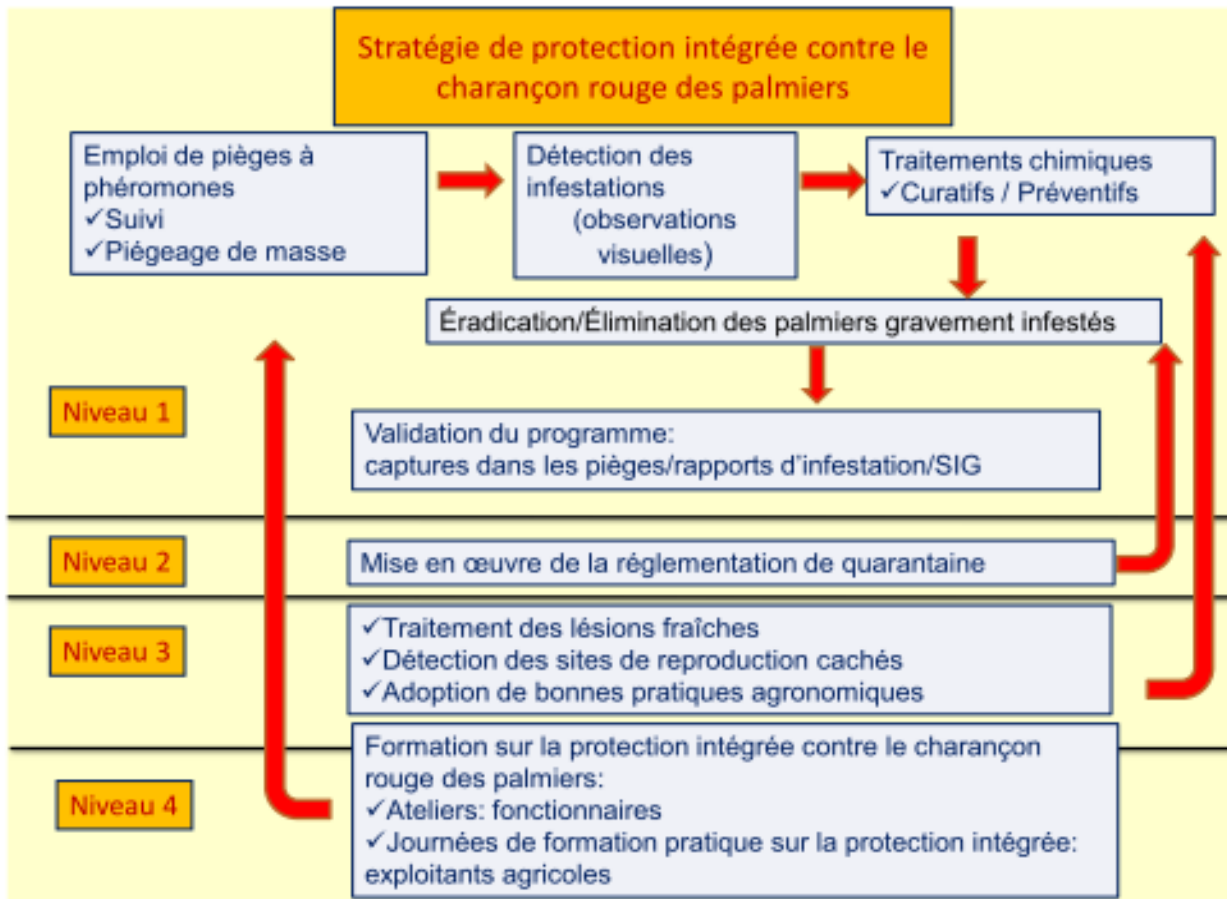 Stratégie de protection intégrée contre le
charançon rouge des palmiers
Emploi de pièges à
phéromones
✓Suivi
✓Piégeage de masse
Détection des
infestations
(observations
visuelles)
Traitements chimiques
✓Curatifs / Préventifs
Éradication/Élimination des palmiers gravement infestés
Niveau 1
Validation du programme:
captures dans les pièges/rapports d'infestation/SIG
Niveau 2
Mise en œuvre de la réglementation de quarantaine
Niveau 3
✓Traitement des lésions fraîches
✓Détection des sites de reproduction cachés
✓Adoption de bonnes pratiques agronomiques
Niveau 4
Formation sur la protection intégrée contre le charançon
rouge des palmiers:
✓Ateliers: fonctionnaires
✓Journées de formation pratique sur la protection intégrée:
exploitants agricoles